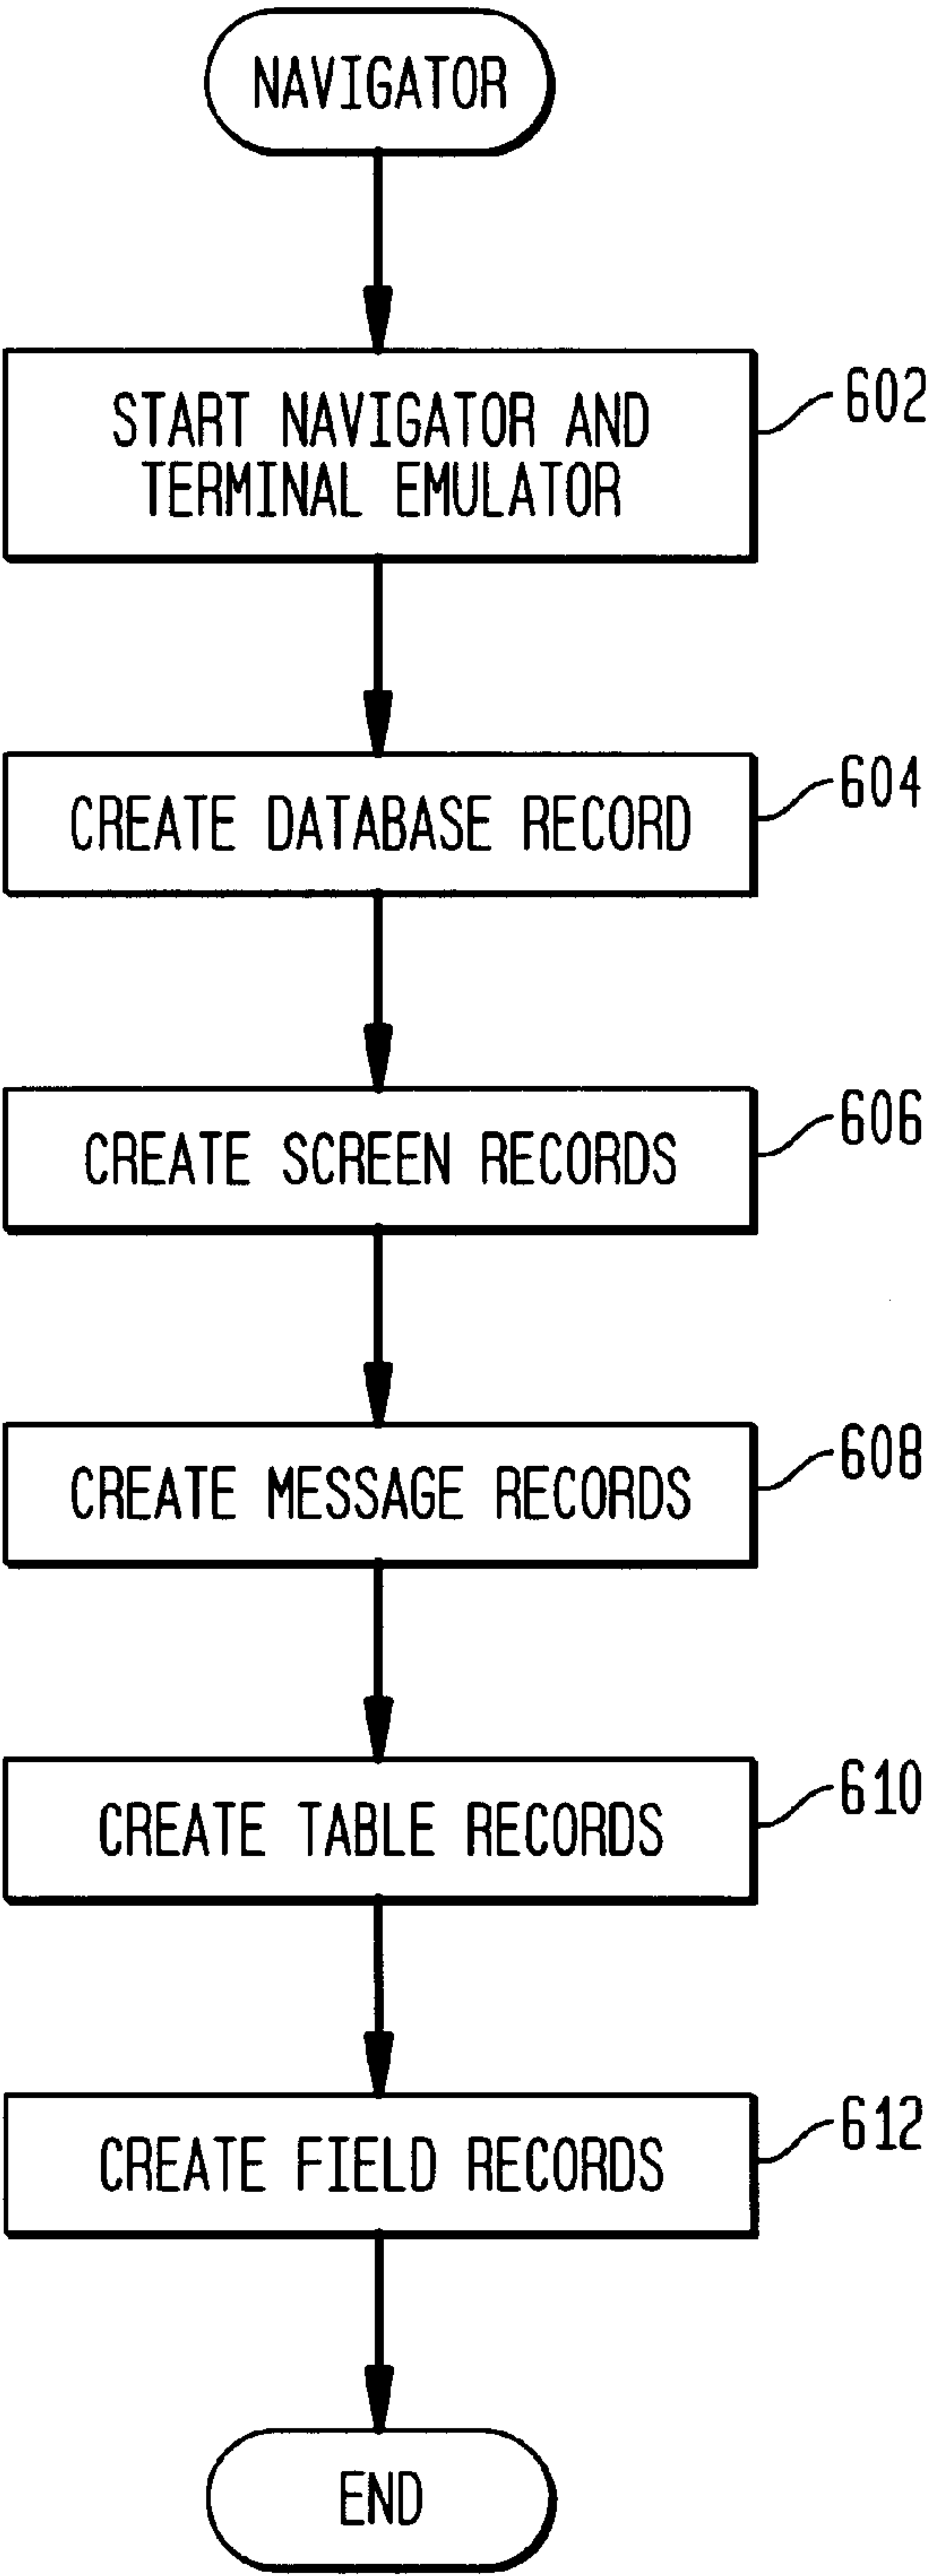 NAVIGATOR
START NAVIGATOR AND
TERMINAL EMULATOR
602
CREATE DATABASE RECORD
604
CREATE SCREEN RECORDS
606
CREATE MESSAGE RECORDS
608
CREATE TABLE RECORDS
610
CREATE FIELD RECORDS
612
END